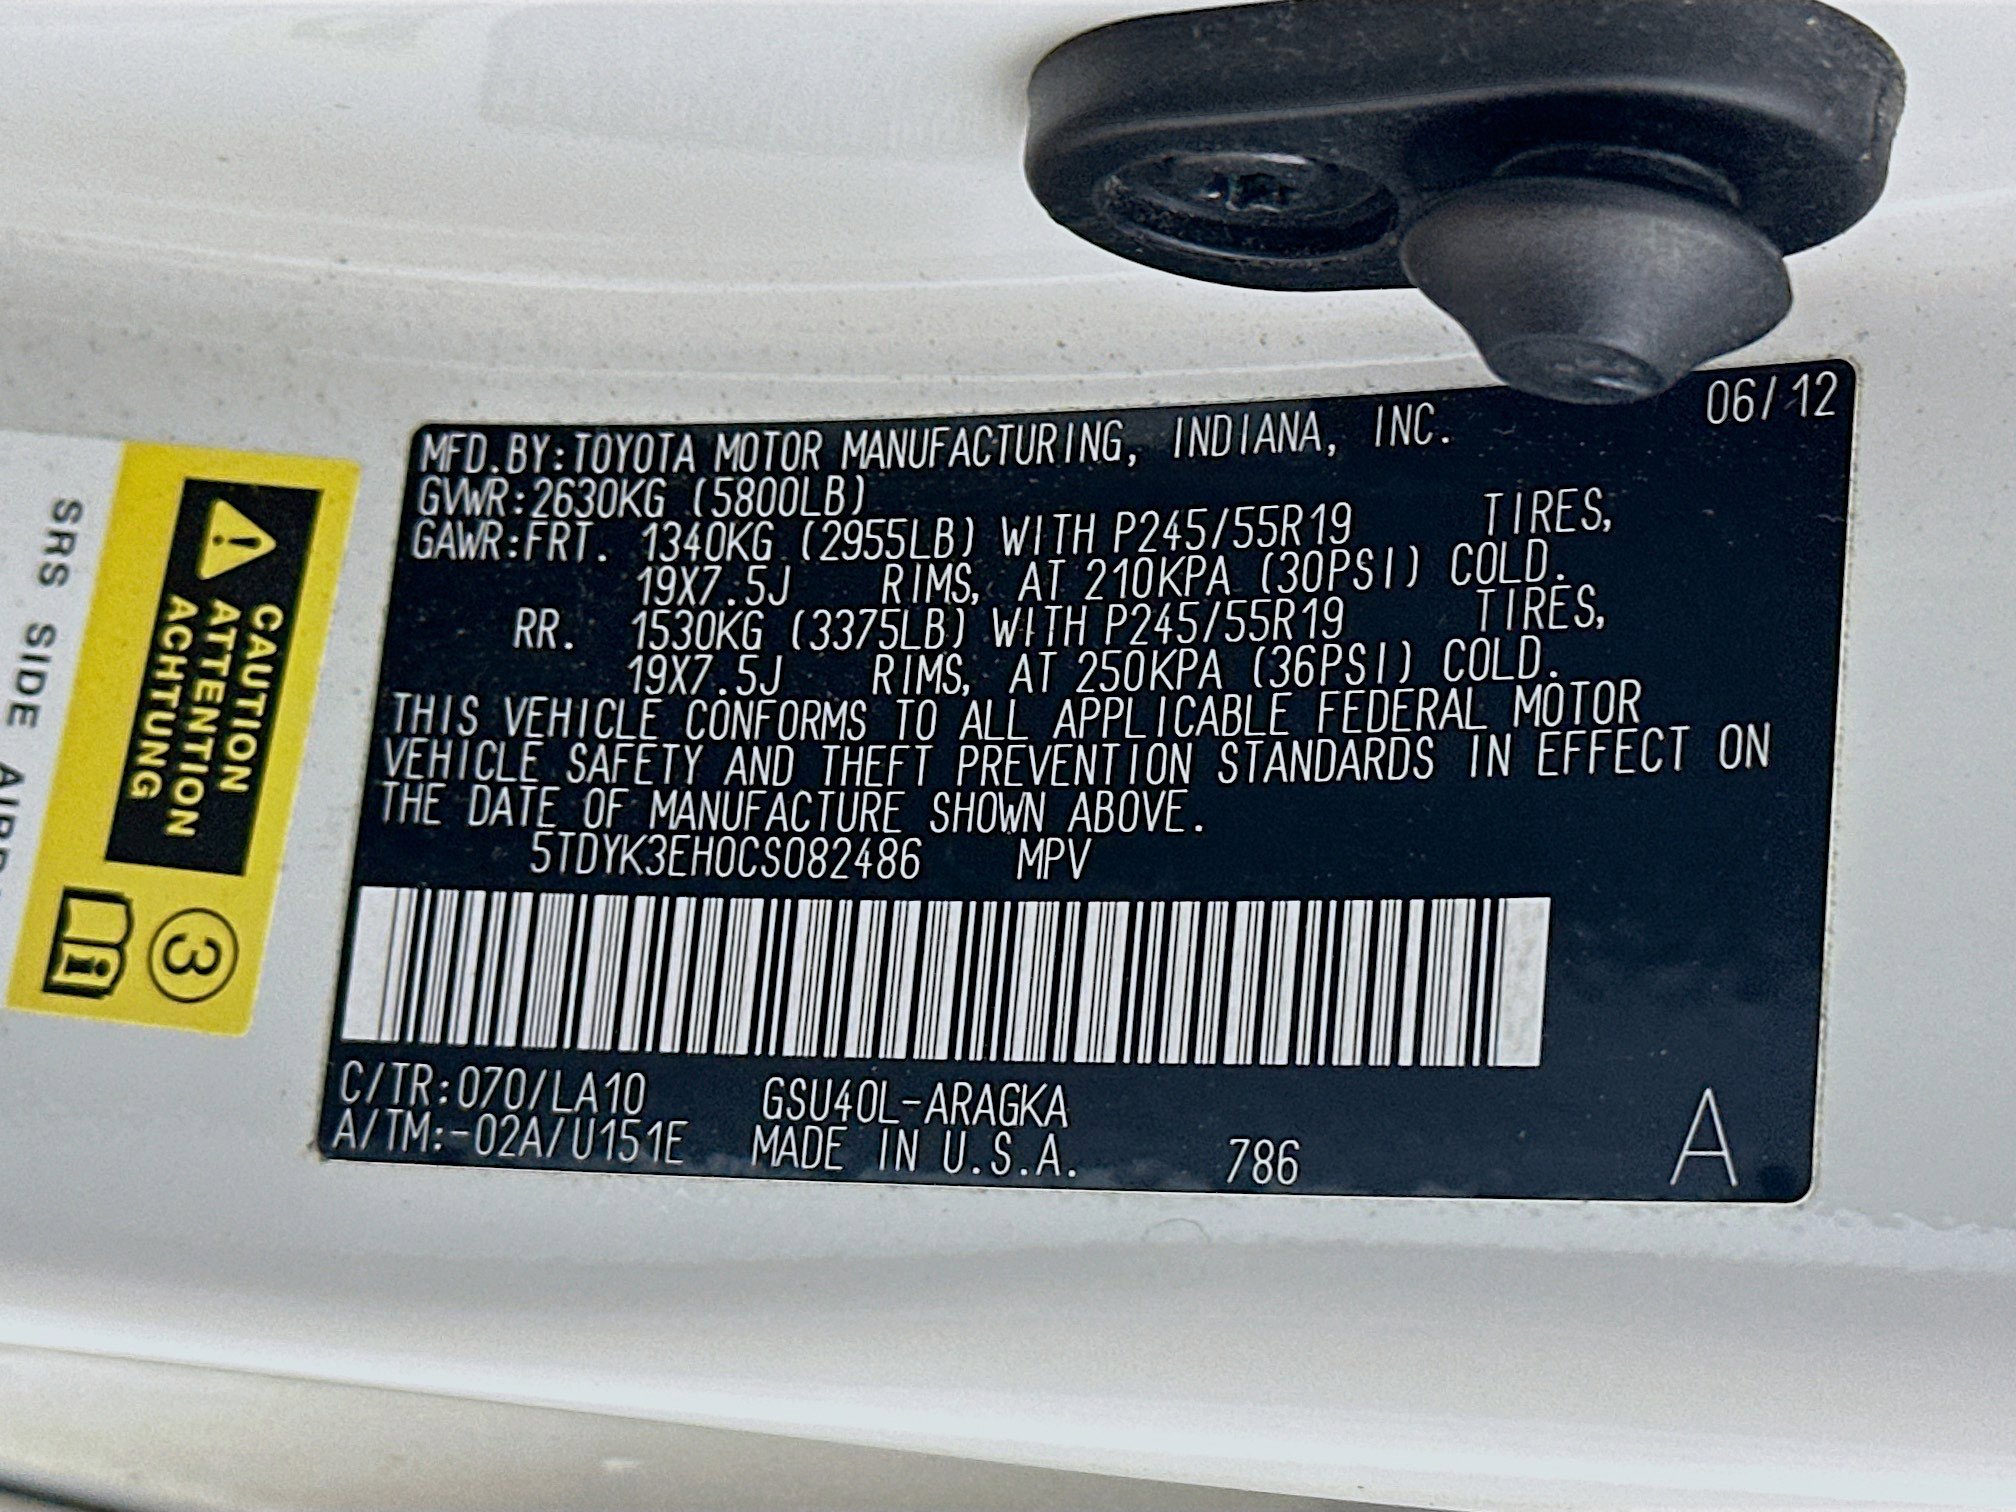 06/12
MFD.BY:TOYOTA MOTOR MANUFACTURING, INDIANA, INC.
GVWR:2630KG (5800LB)
GAWR:FRT. 1340KG (2955LB) WITH P245/55R19 TIRES,
19X7.5J RIMS, AT 210KPA (30PSI) COLD.
RR. 1530KG (3375LB) WITH P245/55R19 TIRES,
19X7.5J RIMS, AT 250KPA (36PSI) COLD.
THIS VEHICLE CONFORMS TO ALL APPLICABLE FEDERAL MOTOR
VEHICLE SAFETY AND THEFT PREVENTION STANDARDS IN EFFECT ON
THE DATE OF MANUFACTURE SHOWN ABOVE.
5TDYK3EH0CS082486 MPV
C/TR:070/LA10 GSU40L-ARAGKA
A/TM:-02A/U151E MADE IN U.S.A. 786 A
CAUTION
ATTENTION
ACHTUNG
3
i
SRS SIDE